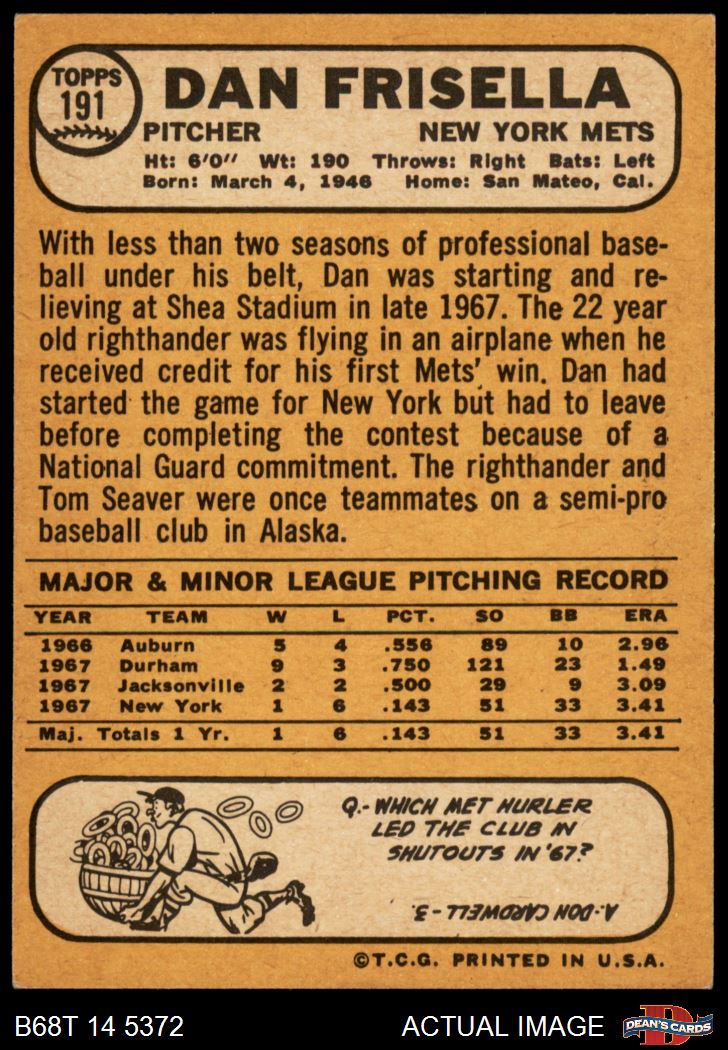 TOPPS
191
DAN FRISELLA
PITCHER NEW YORK METS
Ht: 6'0" Wt: 190 Throws: Right Bats: Left
Born: March 4, 1946 Home: San Mateo, Cal.
With less than two seasons of professional base-
ball under his belt, Dan was starting and re-
lieving at Shea Stadium in late 1967. The 22 year
old righthander was flying in an airplane when he
received credit for his first Mets' win. Dan had
started the game for New York but had to leave
before completing the contest because of a
National Guard commitment. The righthander and
Tom Seaver were once teammates on a semi-pro
baseball club in Alaska.
MAJOR & MINOR LEAGUE PITCHING RECORD
YEAR TEAM W L PCT. SO BB ERA
1966 Auburn 5 4 .556 89 10 2.96
1967 Durham 9 3 .750 121 23 1.49
1967 Jacksonville 2 2 .500 29 9 3.09
1967 New York 1 6 .143 51 33 3.41
Maj. Totals 1 Yr. 1 6 .143 51 33 3.41
Q.- WHICH MET HURLER
LED THE CLUB IN
SHUTOUTS IN '67?
A.- DON CARDWELL - 3.
©T.C.G. PRINTED IN U.S.A.
B68T 14 5372 ACTUAL IMAGE DEAN'S CARDS